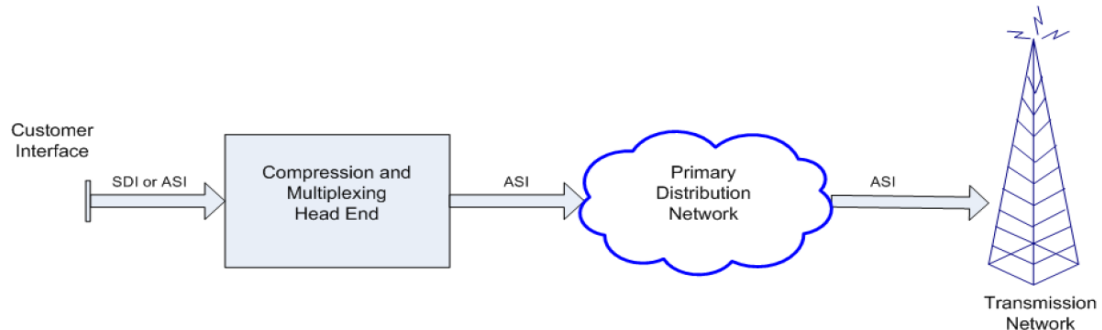 Customer
Interface
SDI or ASI
Compression and
Multiplexing
Head End
ASI
Primary
Distribution
Network
ASI
Transmission
Network